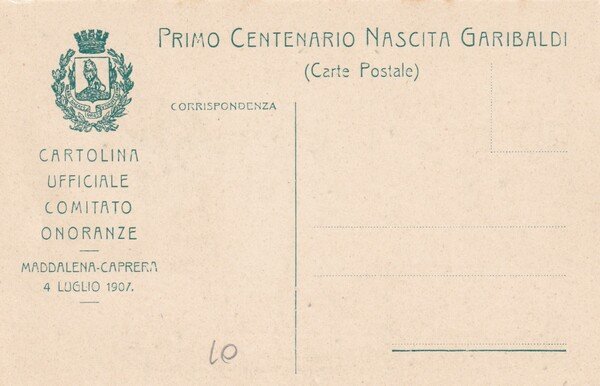 PRIMO CENTENARIO NASCITA GARIBALDI
(Carte Postale)
CORRISPONDENZA
CARTOLINA
UFFICIALE
COMITATO
ONORANZE
MADDALENA-CAPRERA
4 LUGLIO 1907.
10